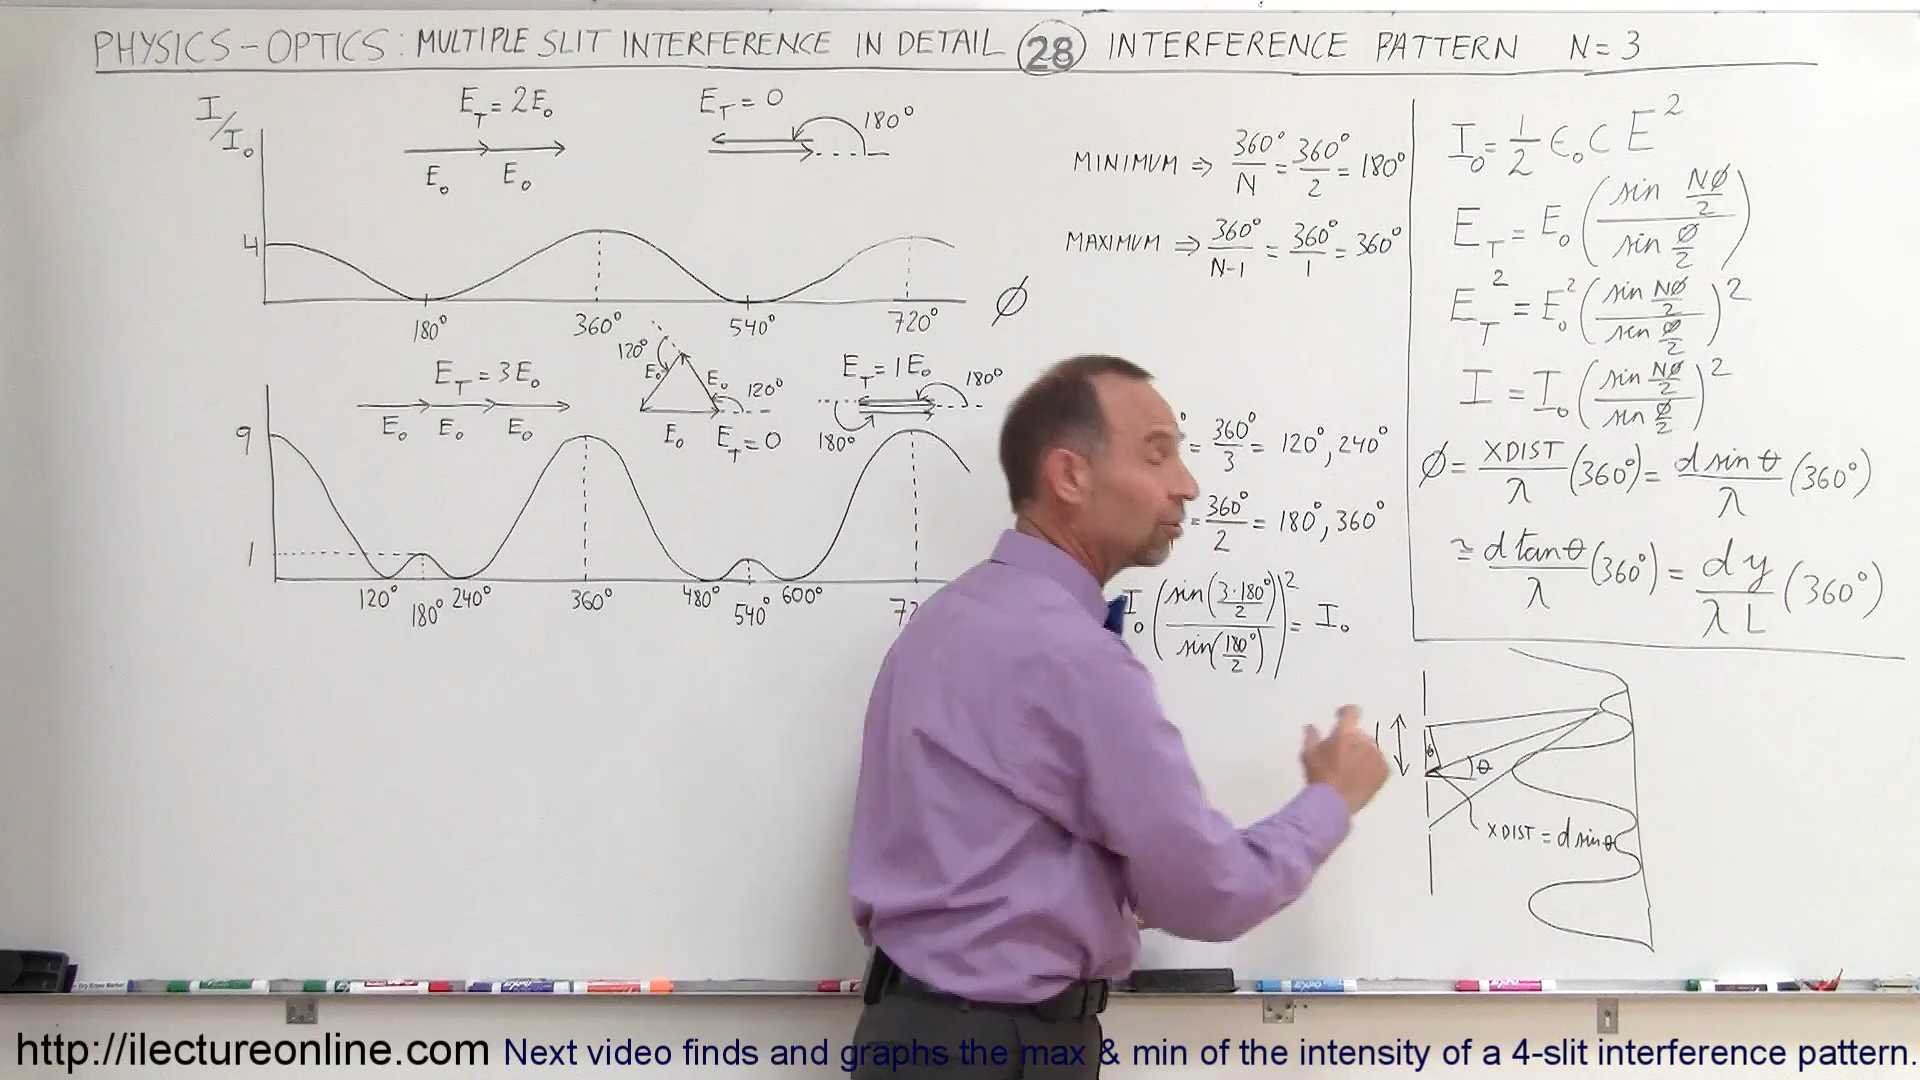 PHYSICS-OPTICS: MULTIPLE SLIT INTERFERENCE IN DETAIL 28 INTERFERENCE PATTERN N=3
I/I₀
E_T = 2E₀
E₀ E₀
E_T = 0
180°
4
180° 360° 540° 720° ϕ
MINIMUM ⇒ 360°/N = 360°/2 = 180°
MAXIMUM ⇒ 360°/N-1 = 360°/1 = 360°
E_T = 3E₀
E₀ E₀ E₀
120°
E₀ E₀ 120°
E₀ E_T = 0
E_T = 1E₀
180°
180°
9
1
120° 180° 240° 360° 480° 540° 600° 72
= 360°/3 = 120°, 240°
= 360°/2 = 180°, 360°
I₀ (sin(3·180°/2)/sin(180°/2))² = I₀
I₀ = 1/2 ϵ₀ C E²
E_T = E₀ (sin Nϕ/2 / sin ϕ/2)
E_T² = E₀² (sin Nϕ/2 / sin ϕ/2)²
I = I₀ (sin Nϕ/2 / sin ϕ/2)²
ϕ = XDIST/λ (360°) = d sin θ/λ (360°)
≅ d tan θ/λ (360°) = d y/λ L (360°)
θ θ
XDIST = d sin θ
http://ilectureonline.com Next video finds and graphs the max & min of the intensity of a 4-slit interference pattern.